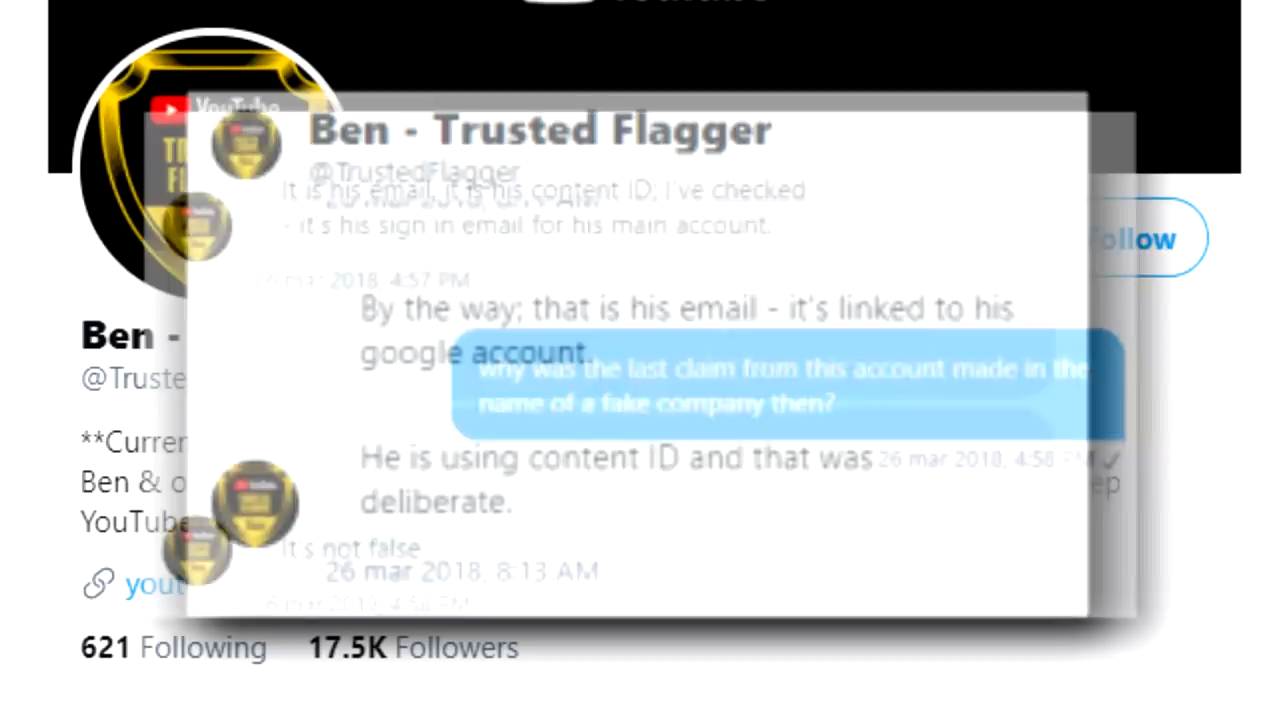 YouTube
Ben - Trusted Flagger
@TrustedFlagger
It is his email, it is his content ID, I've checked
- it's his sign in email for his main account.
mar 2018, 4:57 PM
Follow
By the way; that is his email - it's linked to his
google account.
Ben -
@Truste
why was the last claim from this account made in the
name of a fake company then?
**Curren
He is using content ID and that was
26 mar 2018, 4:58 PM
ep
Ben & o
deliberate.
YouTube
It's not false
26 mar 2018, 8:13 AM
yout
621 Following 17.5K Followers